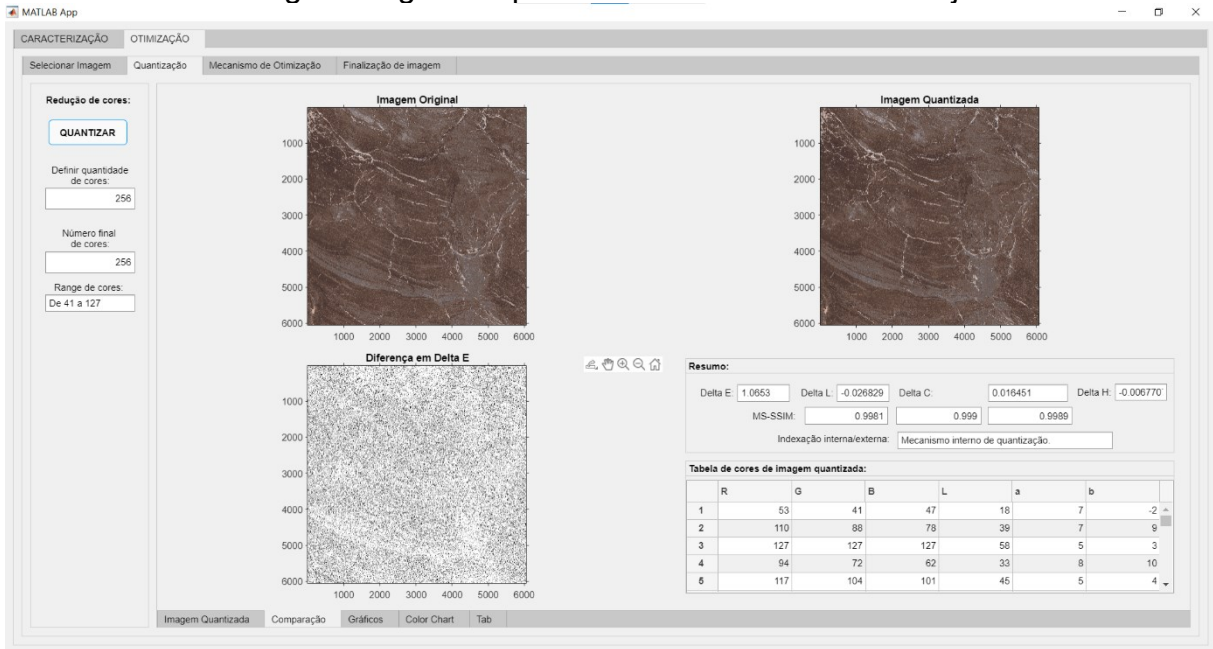 MATLAB App
CARACTERIZAÇÃO OTIMIZAÇÃO
Selecionar Imagem Quantização Mecanismo de Otimização Finalização de imagem
Redução de cores:
QUANTIZAR
Definir quantidade
de cores:
256
Número final
de cores:
256
Range de cores:
De 41 a 127
Imagem Original
1000
2000
3000
4000
5000
6000
1000 2000 3000 4000 5000 6000
Imagem Quantizada
1000
2000
3000
4000
5000
6000
1000 2000 3000 4000 5000 6000
Diferença em Delta E
1000
2000
3000
4000
5000
6000
1000 2000 3000 4000 5000 6000
Resumo:
Delta E: 1.0653 Delta L: -0.026829 Delta C: 0.016451 Delta H: -0.006770
MS-SSIM: 0.9981 0.999 0.9989
Indexação interna/externa: Mecanismo interno de quantização.
Tabela de cores de imagem quantizada:
R G B L a b
1 53 41 47 18 7 -2
2 110 88 78 39 7 9
3 127 127 127 58 5 3
4 94 72 62 33 8 10
5 117 104 101 45 5 4
Imagem Quantizada Comparação Gráficos Color Chart Tab